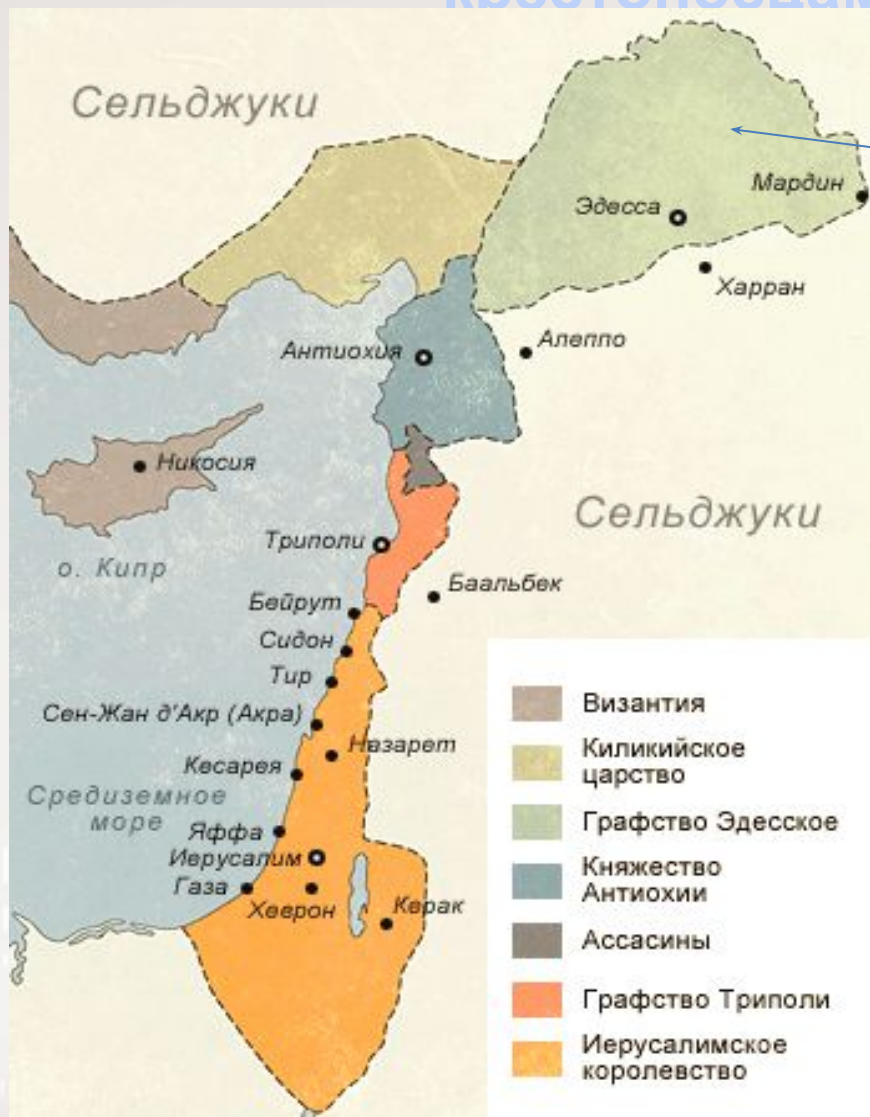 Сельджуки
Мардин
Эдесса
Харран
Антиохия
Алеппо
Никосия
Сельджуки
Триполи
о. Кипр
Баальбек
Бейрут
Сидон
Тир
Сен-Жан д'Акр (Акра)
Назарет
Кесарея
Средиземное
море
Яффа
Иерусалим
Газа
Хеврон
Керак
Византия
Киликийское
царство
Графство Эдесское
Княжество
Антиохии
Ассасины
Графство Триполи
Иерусалимское
королевство